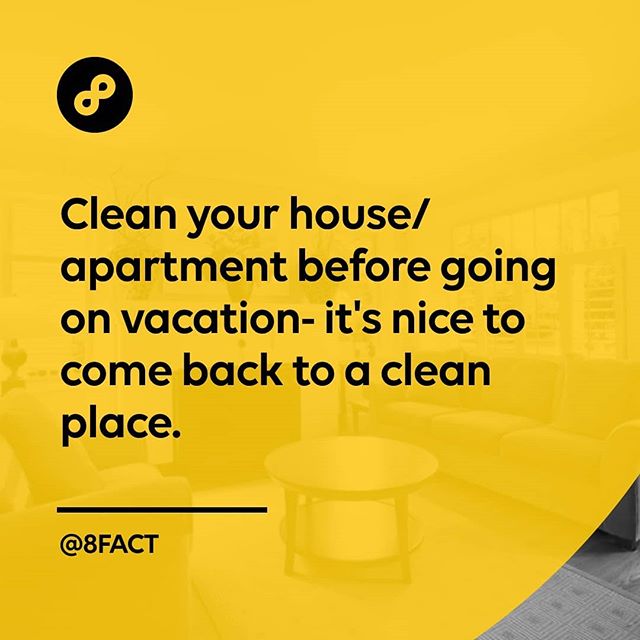 Clean your house/
apartment before going
on vacation- it's nice to
come back to a clean
place.
@8FACT